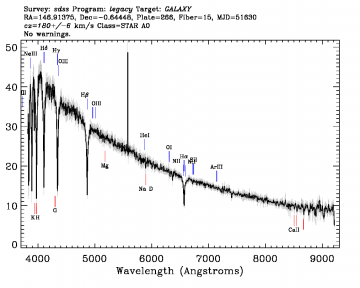 Survey: sdss Program: legacy Target: GALAXY
RA=146.91375, Dec=-0.64448, Plate=266, Fiber=15, MJD=51630
cz=180+/-6 km/s Class=STAR A0
No warnings.
Hδ Hγ
NeIII OIII
OII Hβ OIII
HeI OI Hα
NII NII SII ArIII
K H G Mg Na D CaII
50
40
30
20
10
0
4000 5000 6000 7000 8000 9000
Wavelength (Angstroms)